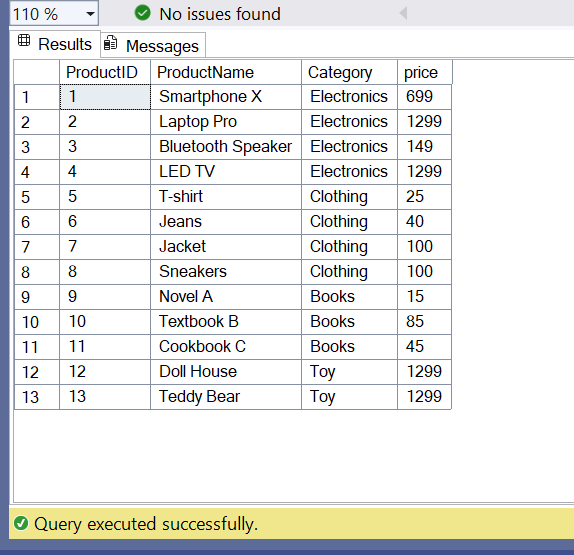 110 % No issues found
Results Messages
ProductID ProductName Category price
1 1 Smartphone X Electronics 699
2 2 Laptop Pro Electronics 1299
3 3 Bluetooth Speaker Electronics 149
4 4 LED TV Electronics 1299
5 5 T-shirt Clothing 25
6 6 Jeans Clothing 40
7 7 Jacket Clothing 100
8 8 Sneakers Clothing 100
9 9 Novel A Books 15
10 10 Textbook B Books 85
11 11 Cookbook C Books 45
12 12 Doll House Toy 1299
13 13 Teddy Bear Toy 1299
Query executed successfully.